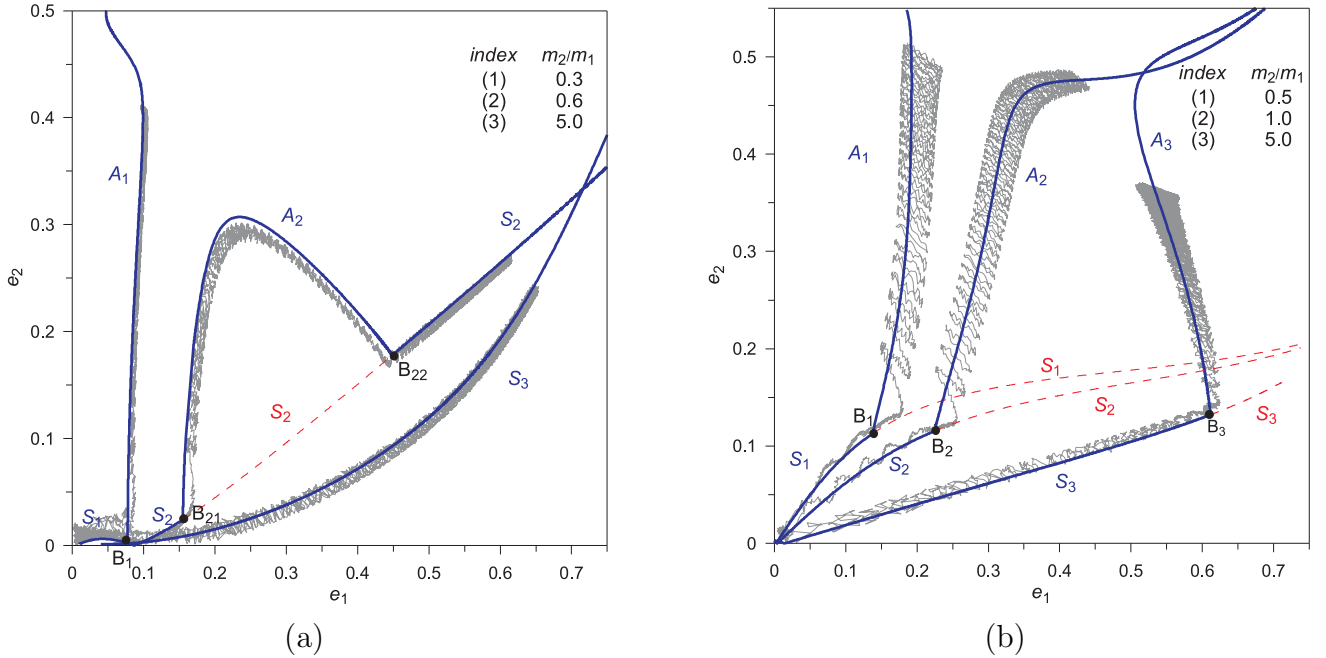 index m2/m1
(1) 0.3
(2) 0.6
(3) 5.0
0.5
0.4
0.3
0.2
0.1
0
e2
0 0.1 0.2 0.3 0.4 0.5 0.6 0.7
e1
A1
A2
S2
S3
S2
S1
S2
B1
B21
B22
(a)
index m2/m1
(1) 0.5
(2) 1.0
(3) 5.0
0.5
0.4
0.3
0.2
0.1
0
e2
0 0.1 0.2 0.3 0.4 0.5 0.6 0.7
e1
A1
A2
A3
S1
S2
S3
B1
B2
B3
S1
S2
S3
(b)